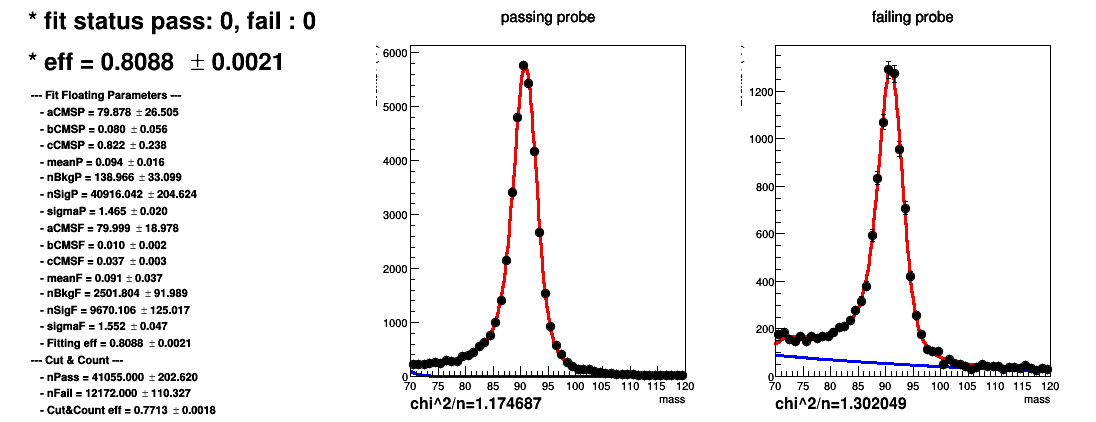 * fit status pass: 0, fail : 0
* eff = 0.8088 ± 0.0021
--- Fit Floating Parameters ---
- aCMSP = 79.878 ± 26.505
- bCMSP = 0.080 ± 0.056
- cCMSP = 0.822 ± 0.238
- meanP = 0.094 ± 0.016
- nBkgP = 138.966 ± 33.099
- nSigP = 40916.042 ± 204.624
- sigmaP = 1.465 ± 0.020
- aCMSF = 79.999 ± 18.978
- bCMSF = 0.010 ± 0.002
- cCMSF = 0.037 ± 0.003
- meanF = 0.091 ± 0.037
- nBkgF = 2501.804 ± 91.989
- nSigF = 9670.106 ± 125.017
- sigmaF = 1.552 ± 0.047
- Fitting eff = 0.8088 ± 0.0021
--- Cut & Count ---
- nPass = 41055.000 ± 202.620
- nFail = 12172.000 ± 110.327
- Cut&Count eff = 0.7713 ± 0.0018
passing probe
6000
5000
4000
3000
2000
1000
0
70 75 80 85 90 95 100 105 110 115 120
mass
chi^2/n=1.174687
failing probe
1200
1000
800
600
400
200
0
70 75 80 85 90 95 100 105 110 115 120
mass
chi^2/n=1.302049